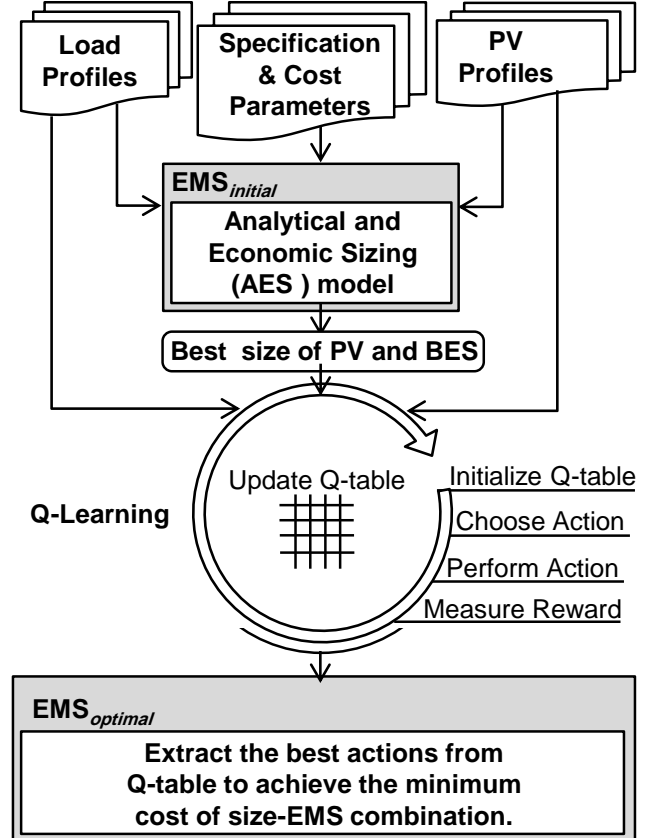 Load
Profiles
Specification
& Cost
Parameters
PV
Profiles
EMSinitial
Analytical and
Economic Sizing
(AES ) model
Best size of PV and BES
Update Q-table
Q-Learning
Initialize Q-table
Choose Action
Perform Action
Measure Reward
EMSoptimal
Extract the best actions from
Q-table to achieve the minimum
cost of size-EMS combination.